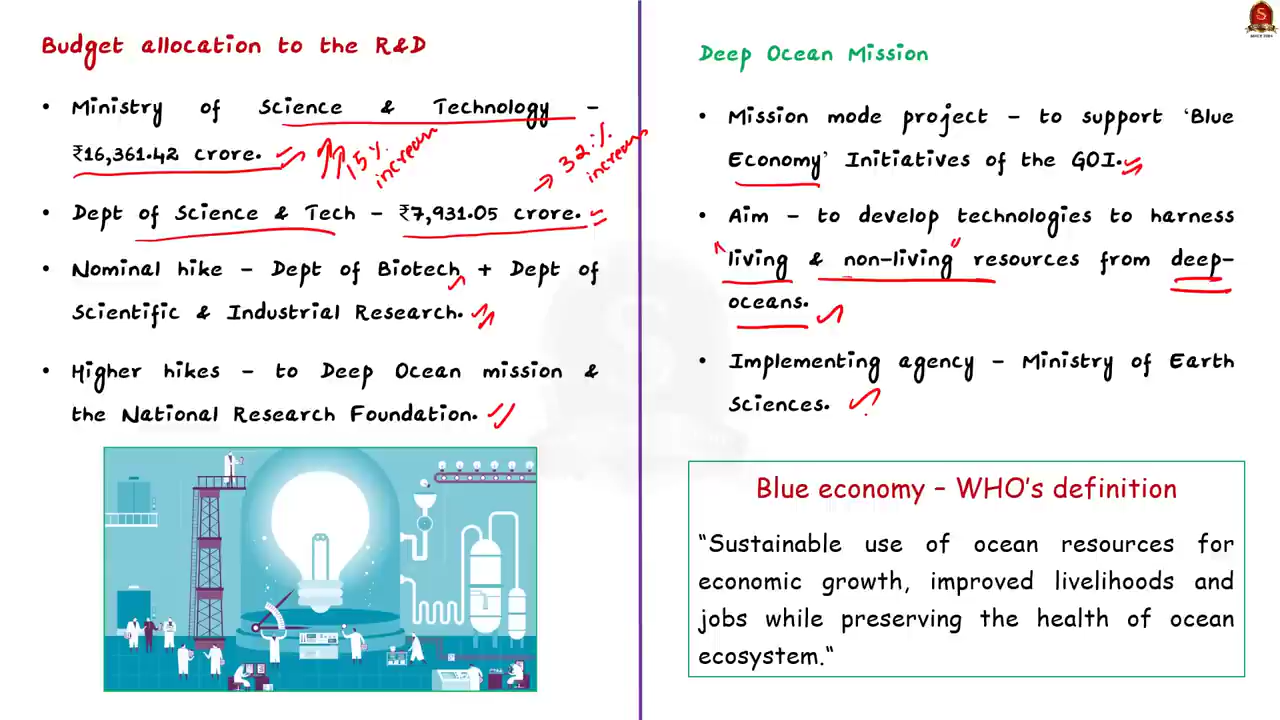 Budget allocation to the R&D
• Ministry of Science & Technology –
₹16,361.42 crore.
15% increase
32% increase
• Dept of Science & Tech – ₹7,931.05 crore.
• Nominal hike – Dept of Biotech + Dept of
Scientific & Industrial Research.
• Higher hikes – to Deep Ocean mission &
the National Research Foundation.
Deep Ocean Mission
• Mission mode project – to support ‘Blue
Economy’ Initiatives of the GOI.
• Aim – to develop technologies to harness
living & non-living resources from deep-
oceans.
• Implementing agency – Ministry of Earth
Sciences.
Blue economy – WHO’s definition
“Sustainable use of ocean resources for
economic growth, improved livelihoods and
jobs while preserving the health of ocean
ecosystem.“